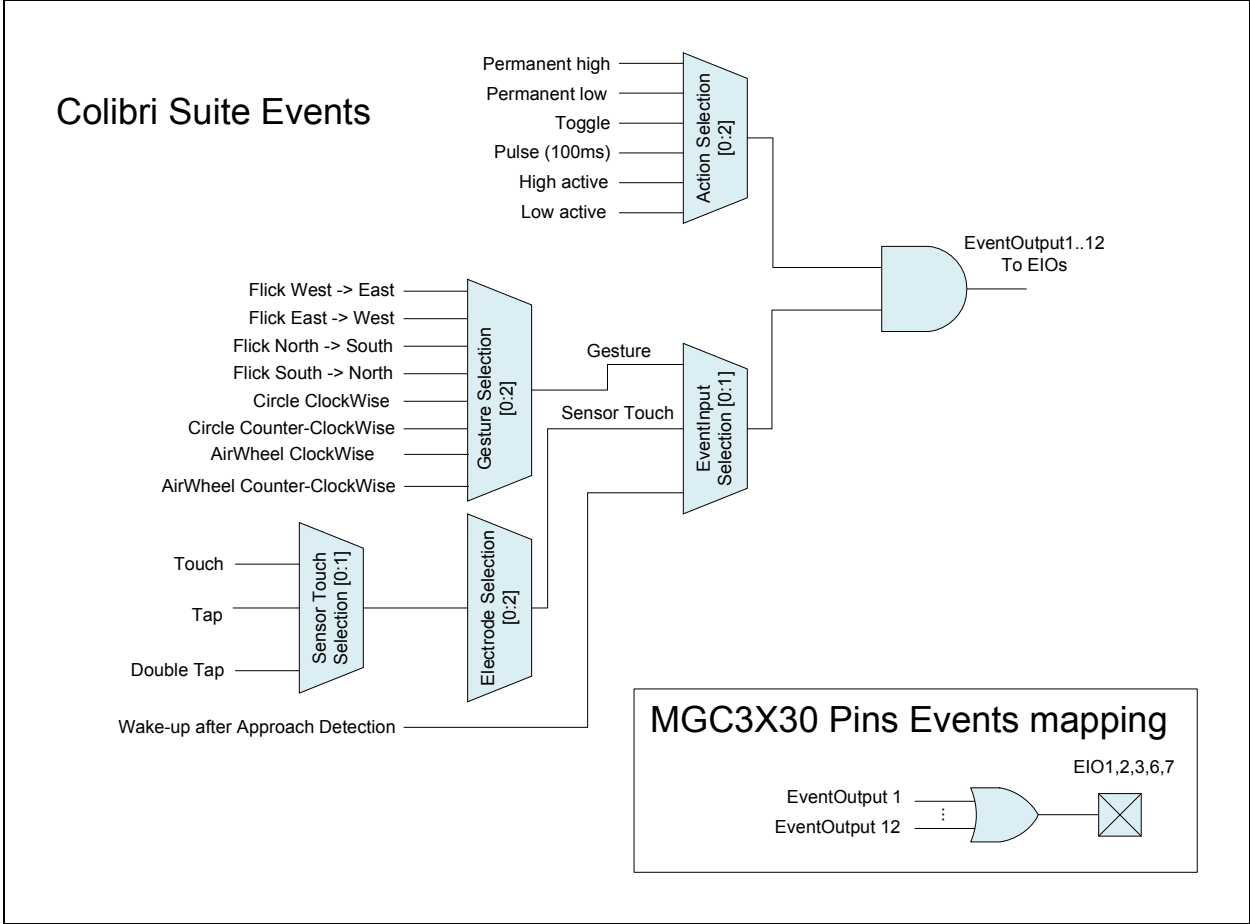 Colibri Suite Events
Permanent high
Permanent low
Toggle
Pulse (100ms)
High active
Low active
Action Selection
[0:2]
EventOutput1..12
To EIOs
Flick West -> East
Flick East -> West
Flick North -> South
Flick South -> North
Circle ClockWise
Circle Counter-ClockWise
AirWheel ClockWise
AirWheel Counter-ClockWise
Gesture Selection
[0:2]
Gesture
Sensor Touch
EventInput
Selection [0:1]
Touch
Tap
Double Tap
Sensor Touch
Selection [0:1]
Electrode Selection
[0:2]
Wake-up after Approach Detection
MGC3X30 Pins Events mapping
EIO1,2,3,6,7
EventOutput 1
...
EventOutput 12